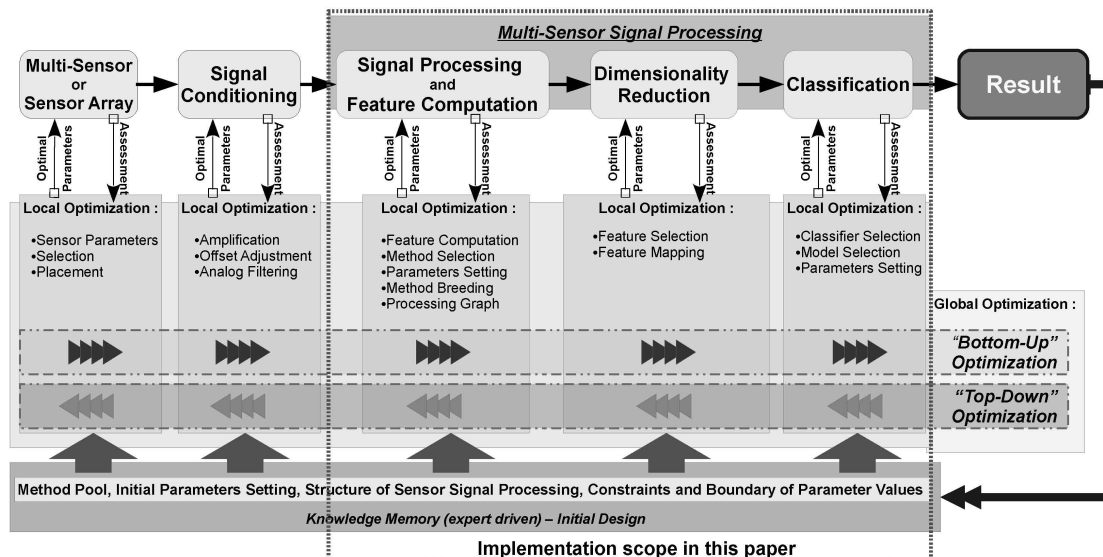 Multi-Sensor Signal Processing
Multi-Sensor
or
Sensor Array
Signal
Conditioning
Signal Processing
and
Feature Computation
Dimensionality
Reduction
Classification
Result
Optimal
Parameters
Assessment
Optimal
Parameters
Assessment
Optimal
Parameters
Assessment
Optimal
Parameters
Assessment
Optimal
Parameters
Assessment
Local Optimization :
•Sensor Parameters
•Selection
•Placement
Local Optimization :
•Amplification
•Offset Adjustment
•Analog Filtering
Local Optimization :
•Feature Computation
•Method Selection
•Parameters Setting
•Method Breeding
•Processing Graph
Local Optimization :
•Feature Selection
•Feature Mapping
Local Optimization :
•Classifier Selection
•Model Selection
•Parameters Setting
Global Optimization :
“Bottom-Up”
Optimization
“Top-Down”
Optimization
Method Pool, Initial Parameters Setting, Structure of Sensor Signal Processing, Constraints and Boundary of Parameter Values
Knowledge Memory (expert driven) – Initial Design
Implementation scope in this paper